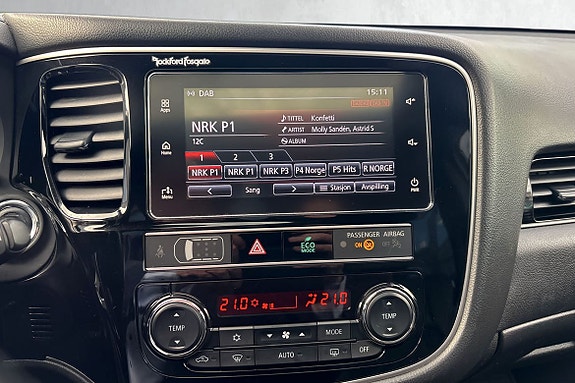 Rockford Fosgate
DAB 15:11
Apps
TITTEL Konfetti
NRK P1 ARTIST Molly Sandén, Astrid S
12C ALBUM
Home
1 2 3
NRK P1 NRK P1 NRK P3 P4 Norge P5 Hits R NORGE
Menu < Sang > Stasjon Avspilling PWR
ECO MODE
PASSENGER AIRBAG
ON OFF
21.0 21.0
TEMP MODE TEMP
AUTO OFF